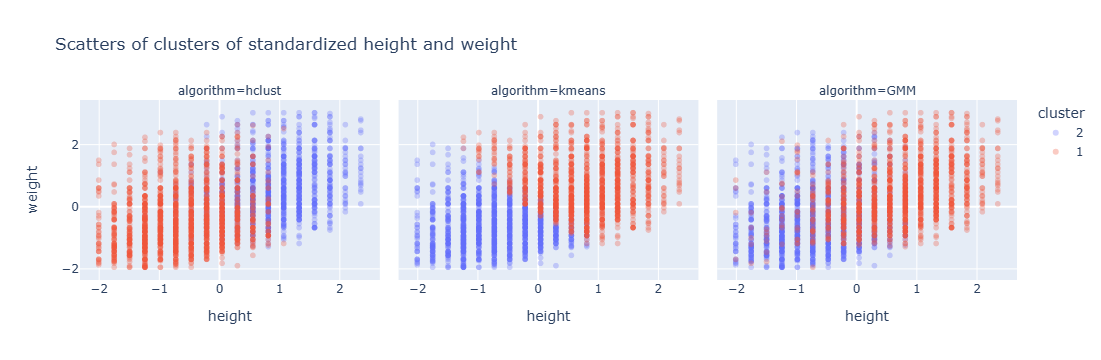 Scatters of clusters of standardized height and weight
algorithm=hclust
algorithm=kmeans
algorithm=GMM
cluster
2
1
weight
2
0
−2
−2 −1 0 1 2
−2 −1 0 1 2
−2 −1 0 1 2
height
height
height